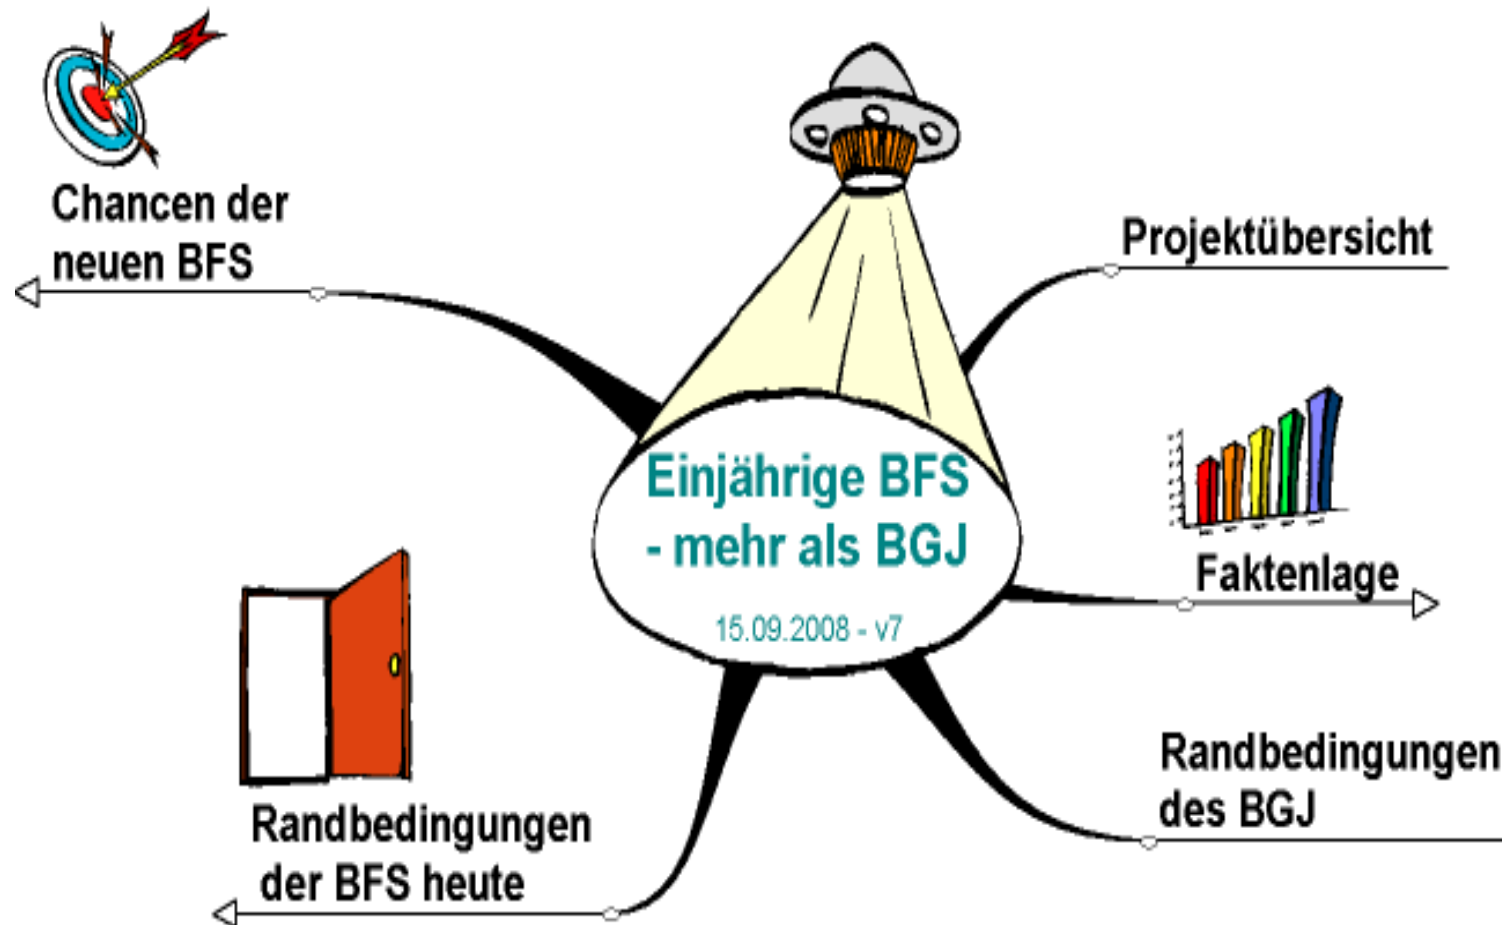 Chancen der
neuen BFS
Projektübersicht
Einjährige BFS
- mehr als BGJ
15.09.2008 - v7
Faktenlage
Randbedingungen
des BGJ
Randbedingungen
der BFS heute